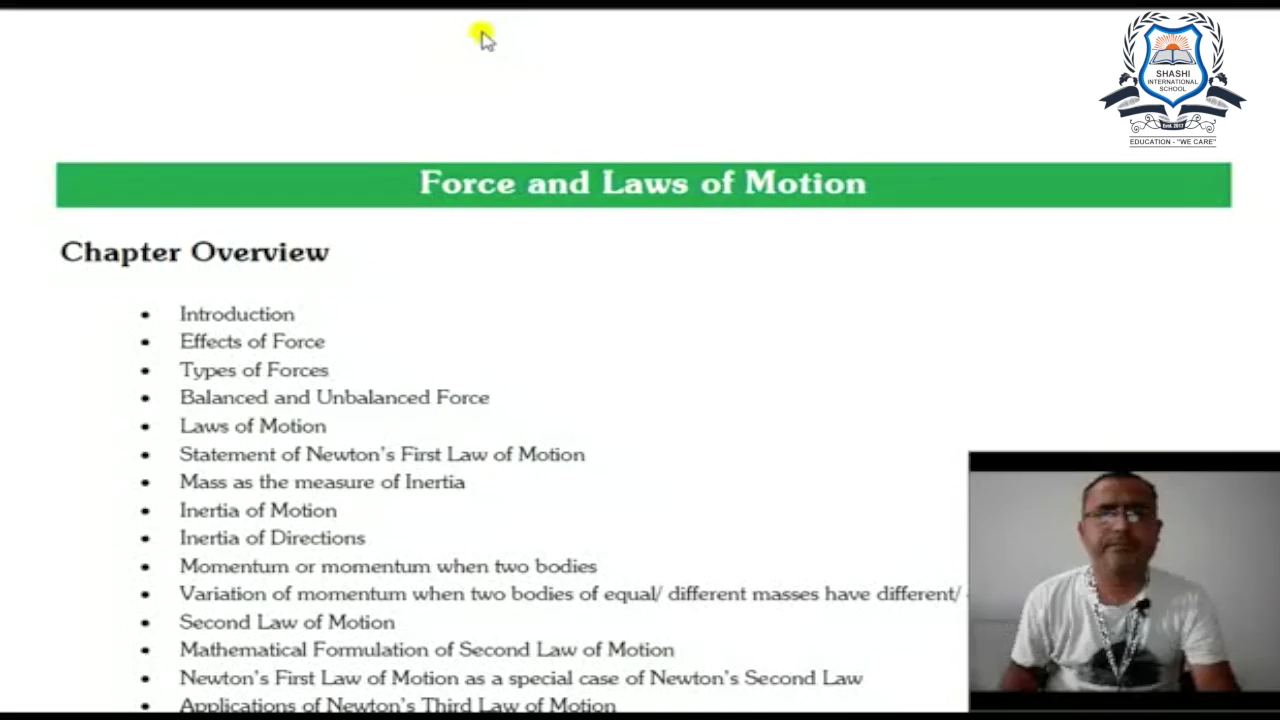 SHASHI
INTERNATIONAL
SCHOOL
Estd. 2017
EDUCATION - "WE CARE"
Force and Laws of Motion
Chapter Overview
• Introduction
• Effects of Force
• Types of Forces
• Balanced and Unbalanced Force
• Laws of Motion
• Statement of Newton's First Law of Motion
• Mass as the measure of Inertia
• Inertia of Motion
• Inertia of Directions
• Momentum or momentum when two bodies
• Variation of momentum when two bodies of equal/ different masses have different/
• Second Law of Motion
• Mathematical Formulation of Second Law of Motion
• Newton's First Law of Motion as a special case of Newton's Second Law
• Applications of Newton's Third Law of Motion